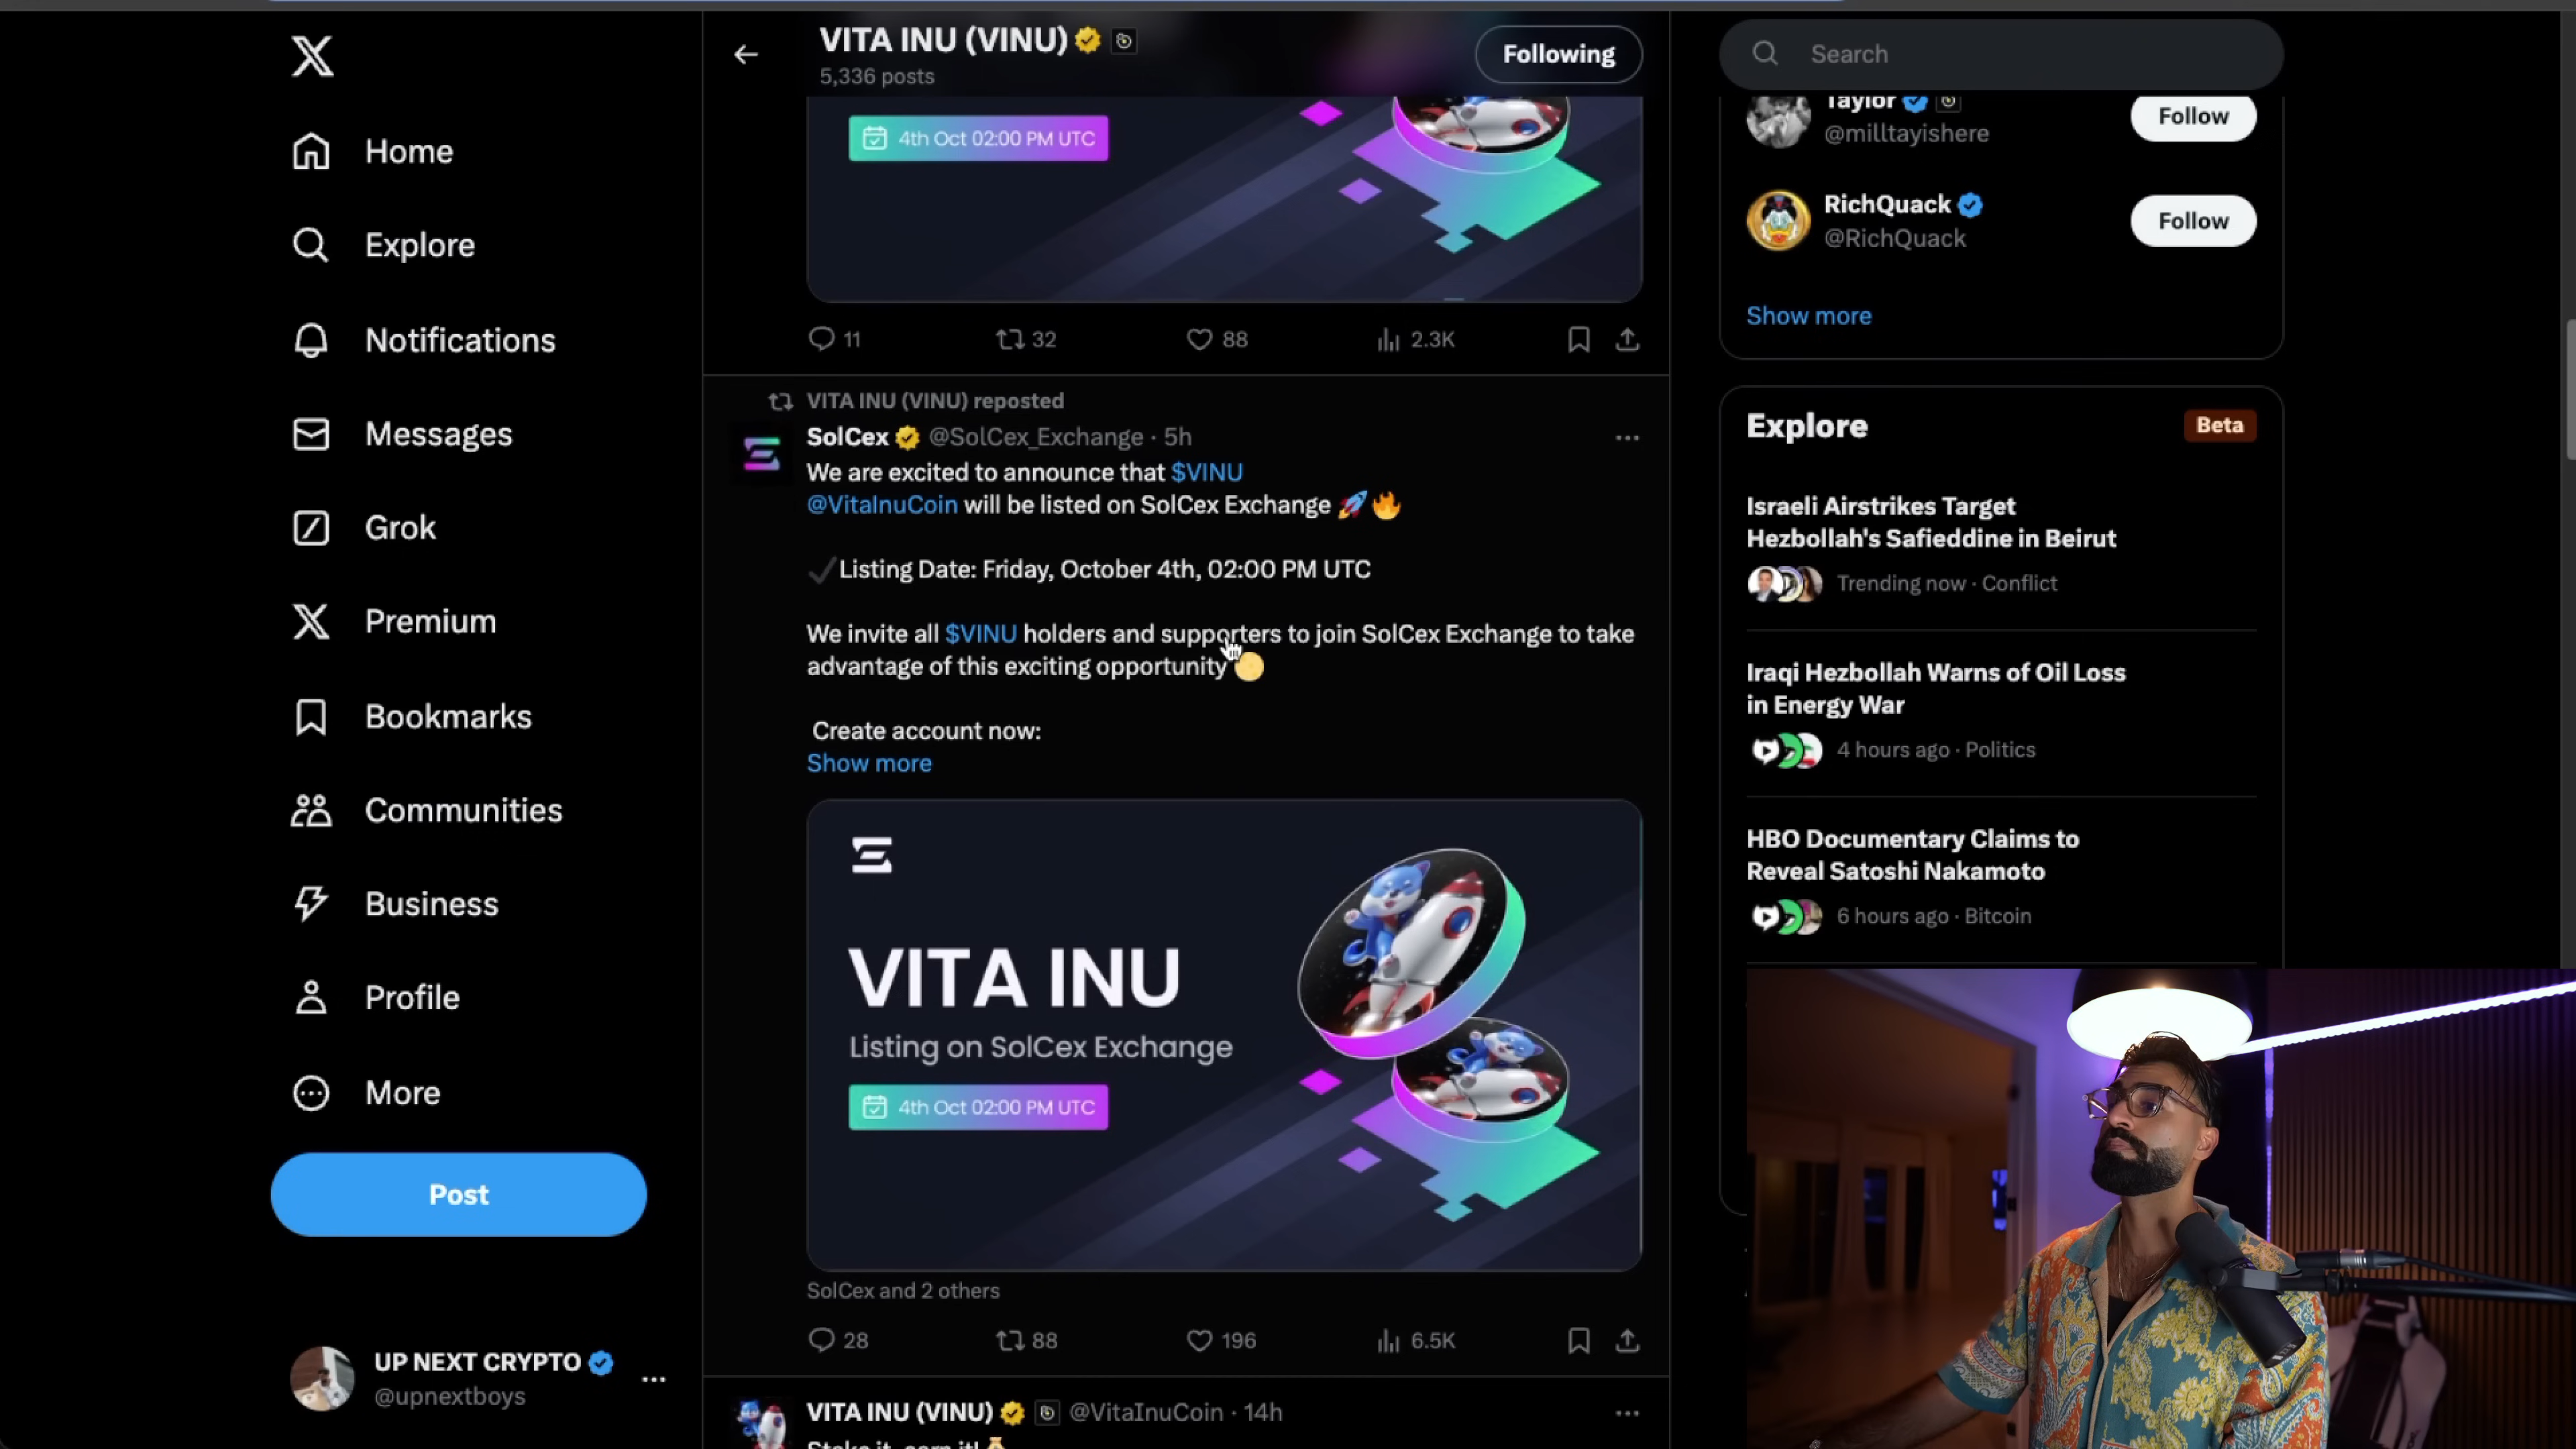 VITA INU (VINU)
5,336 posts
Following
Search
Home
Explore
Notifications
Messages
Grok
Premium
Bookmarks
Communities
Business
Profile
More
Post
UP NEXT CRYPTO
@upnextboys
4th Oct 02:00 PM UTC
11
32
88
2.3K
VITA INU (VINU) reposted
SolCex @SolCex_Exchange · 5h
We are excited to announce that $VINU
@VitaInuCoin will be listed on SolCex Exchange
Listing Date: Friday, October 4th, 02:00 PM UTC
We invite all $VINU holders and supporters to join SolCex Exchange to take
advantage of this exciting opportunity
Create account now:
Show more
VITA INU
Listing on SolCex Exchange
4th Oct 02:00 PM UTC
SolCex and 2 others
28
88
196
6.5K
VITA INU (VINU) @VitaInuCoin · 14h
Stake it, earn it!
Taylor
@milltayishere
Follow
RichQuack
@RichQuack
Follow
Show more
Explore
Beta
Israeli Airstrikes Target
Hezbollah's Safieddine in Beirut
Trending now · Conflict
Iraqi Hezbollah Warns of Oil Loss
in Energy War
4 hours ago · Politics
HBO Documentary Claims to
Reveal Satoshi Nakamoto
6 hours ago · Bitcoin